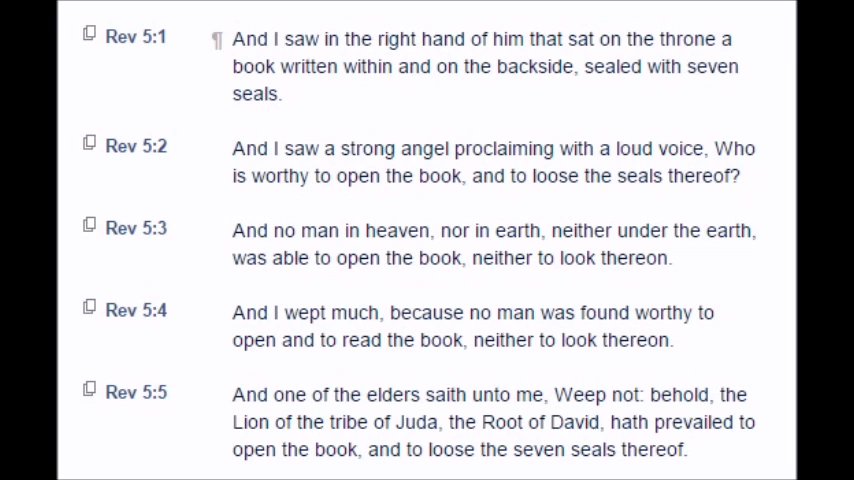 Rev 5:1 ¶ And I saw in the right hand of him that sat on the throne a
book written within and on the backside, sealed with seven
seals.
Rev 5:2 And I saw a strong angel proclaiming with a loud voice, Who
is worthy to open the book, and to loose the seals thereof?
Rev 5:3 And no man in heaven, nor in earth, neither under the earth,
was able to open the book, neither to look thereon.
Rev 5:4 And I wept much, because no man was found worthy to
open and to read the book, neither to look thereon.
Rev 5:5 And one of the elders saith unto me, Weep not: behold, the
Lion of the tribe of Juda, the Root of David, hath prevailed to
open the book, and to loose the seven seals thereof.